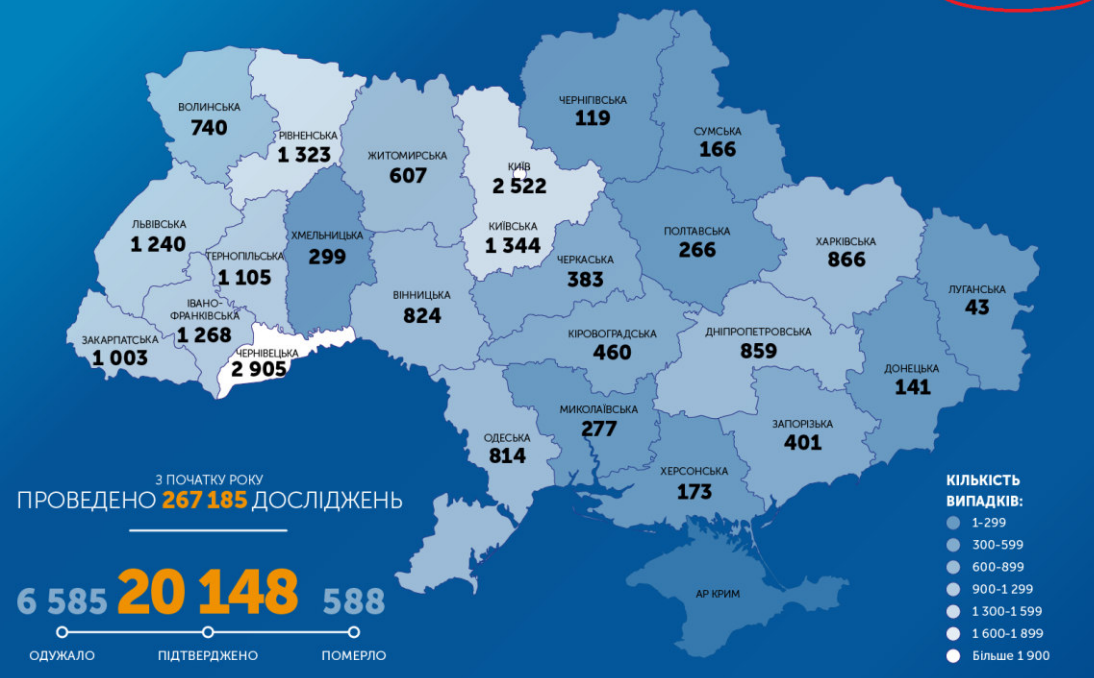 ВОЛИНСЬКА
740
РІВНЕНСЬКА
1 323
ЖИТОМИРСЬКА
607
КИЇВ
2 522
КИЇВСЬКА
1 344
ЧЕРНІГІВСЬКА
119
СУМСЬКА
166
ЛЬВІВСЬКА
1 240
ТЕРНОПІЛЬСЬКА
1 105
ХМЕЛЬНИЦЬКА
299
ЧЕРКАСЬКА
383
ПОЛТАВСЬКА
266
ХАРКІВСЬКА
866
ЛУГАНСЬКА
43
ЗАКАРПАТСЬКА
1 003
ІВАНО-
ФРАНКІВСЬКА
1 268
ЧЕРНІВЕЦЬКА
2 905
ВІННИЦЬКА
824
КІРОВОГРАДСЬКА
460
ДНІПРОПЕТРОВСЬКА
859
ДОНЕЦЬКА
141
ОДЕСЬКА
814
МИКОЛАЇВСЬКА
277
ЗАПОРІЗЬКА
401
ХЕРСОНСЬКА
173
АР КРИМ
З ПОЧАТКУ РОКУ
ПРОВЕДЕНО 267 185 ДОСЛІДЖЕНЬ
6 585 20 148 588
ОДУЖАЛО ПІДТВЕРДЖЕНО ПОМЕРЛО
КІЛЬКІСТЬ
ВИПАДКІВ:
1-299
300-599
600-899
900-1 299
1 300-1 599
1 600-1 899
Більше 1 900